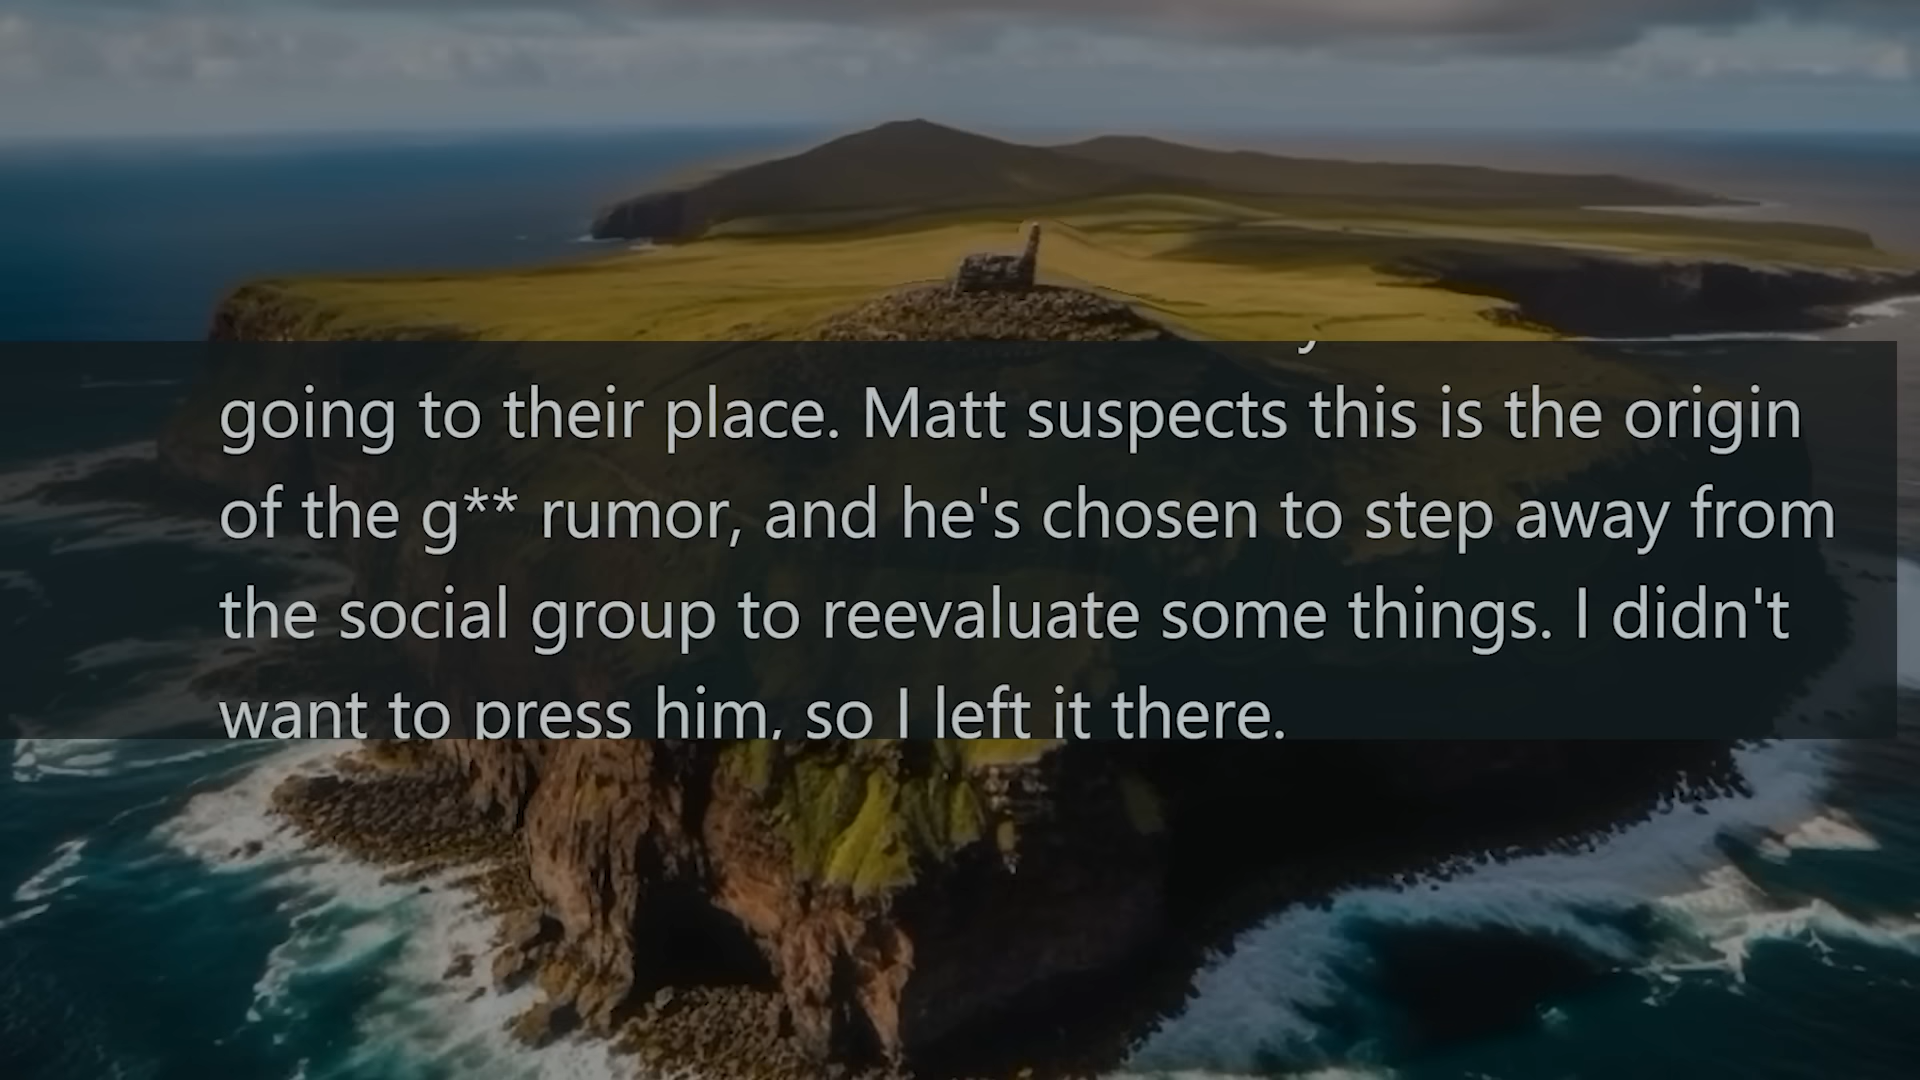 going to their place. Matt suspects this is the origin
of the g** rumor, and he's chosen to step away from
the social group to reevaluate some things. I didn't
want to press him, so I left it there.